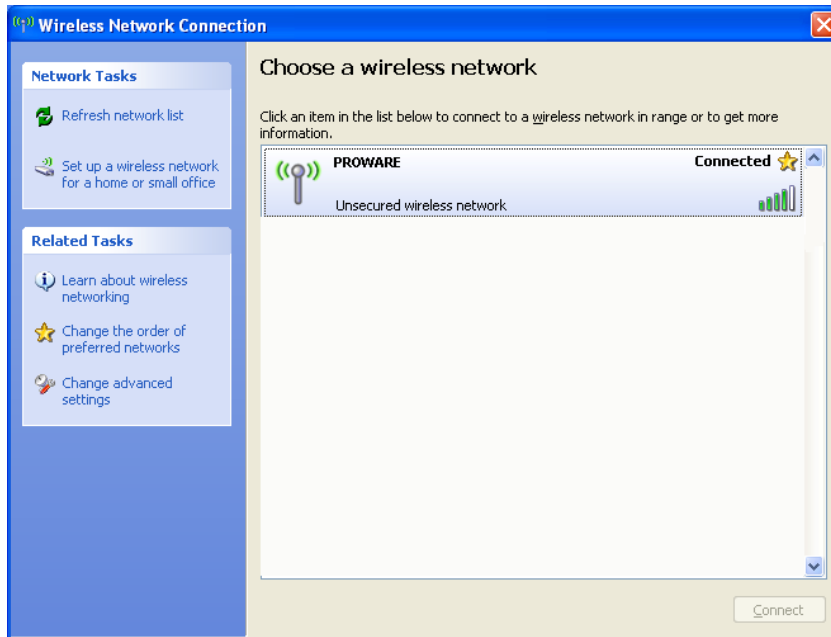 Wireless Network Connection
Network Tasks
Refresh network list
Set up a wireless network
for a home or small office
Related Tasks
Learn about wireless
networking
Change the order of
preferred networks
Change advanced
settings
Choose a wireless network
Click an item in the list below to connect to a wireless network in range or to get more
information.
PROWARE Connected
Unsecured wireless network
Connect